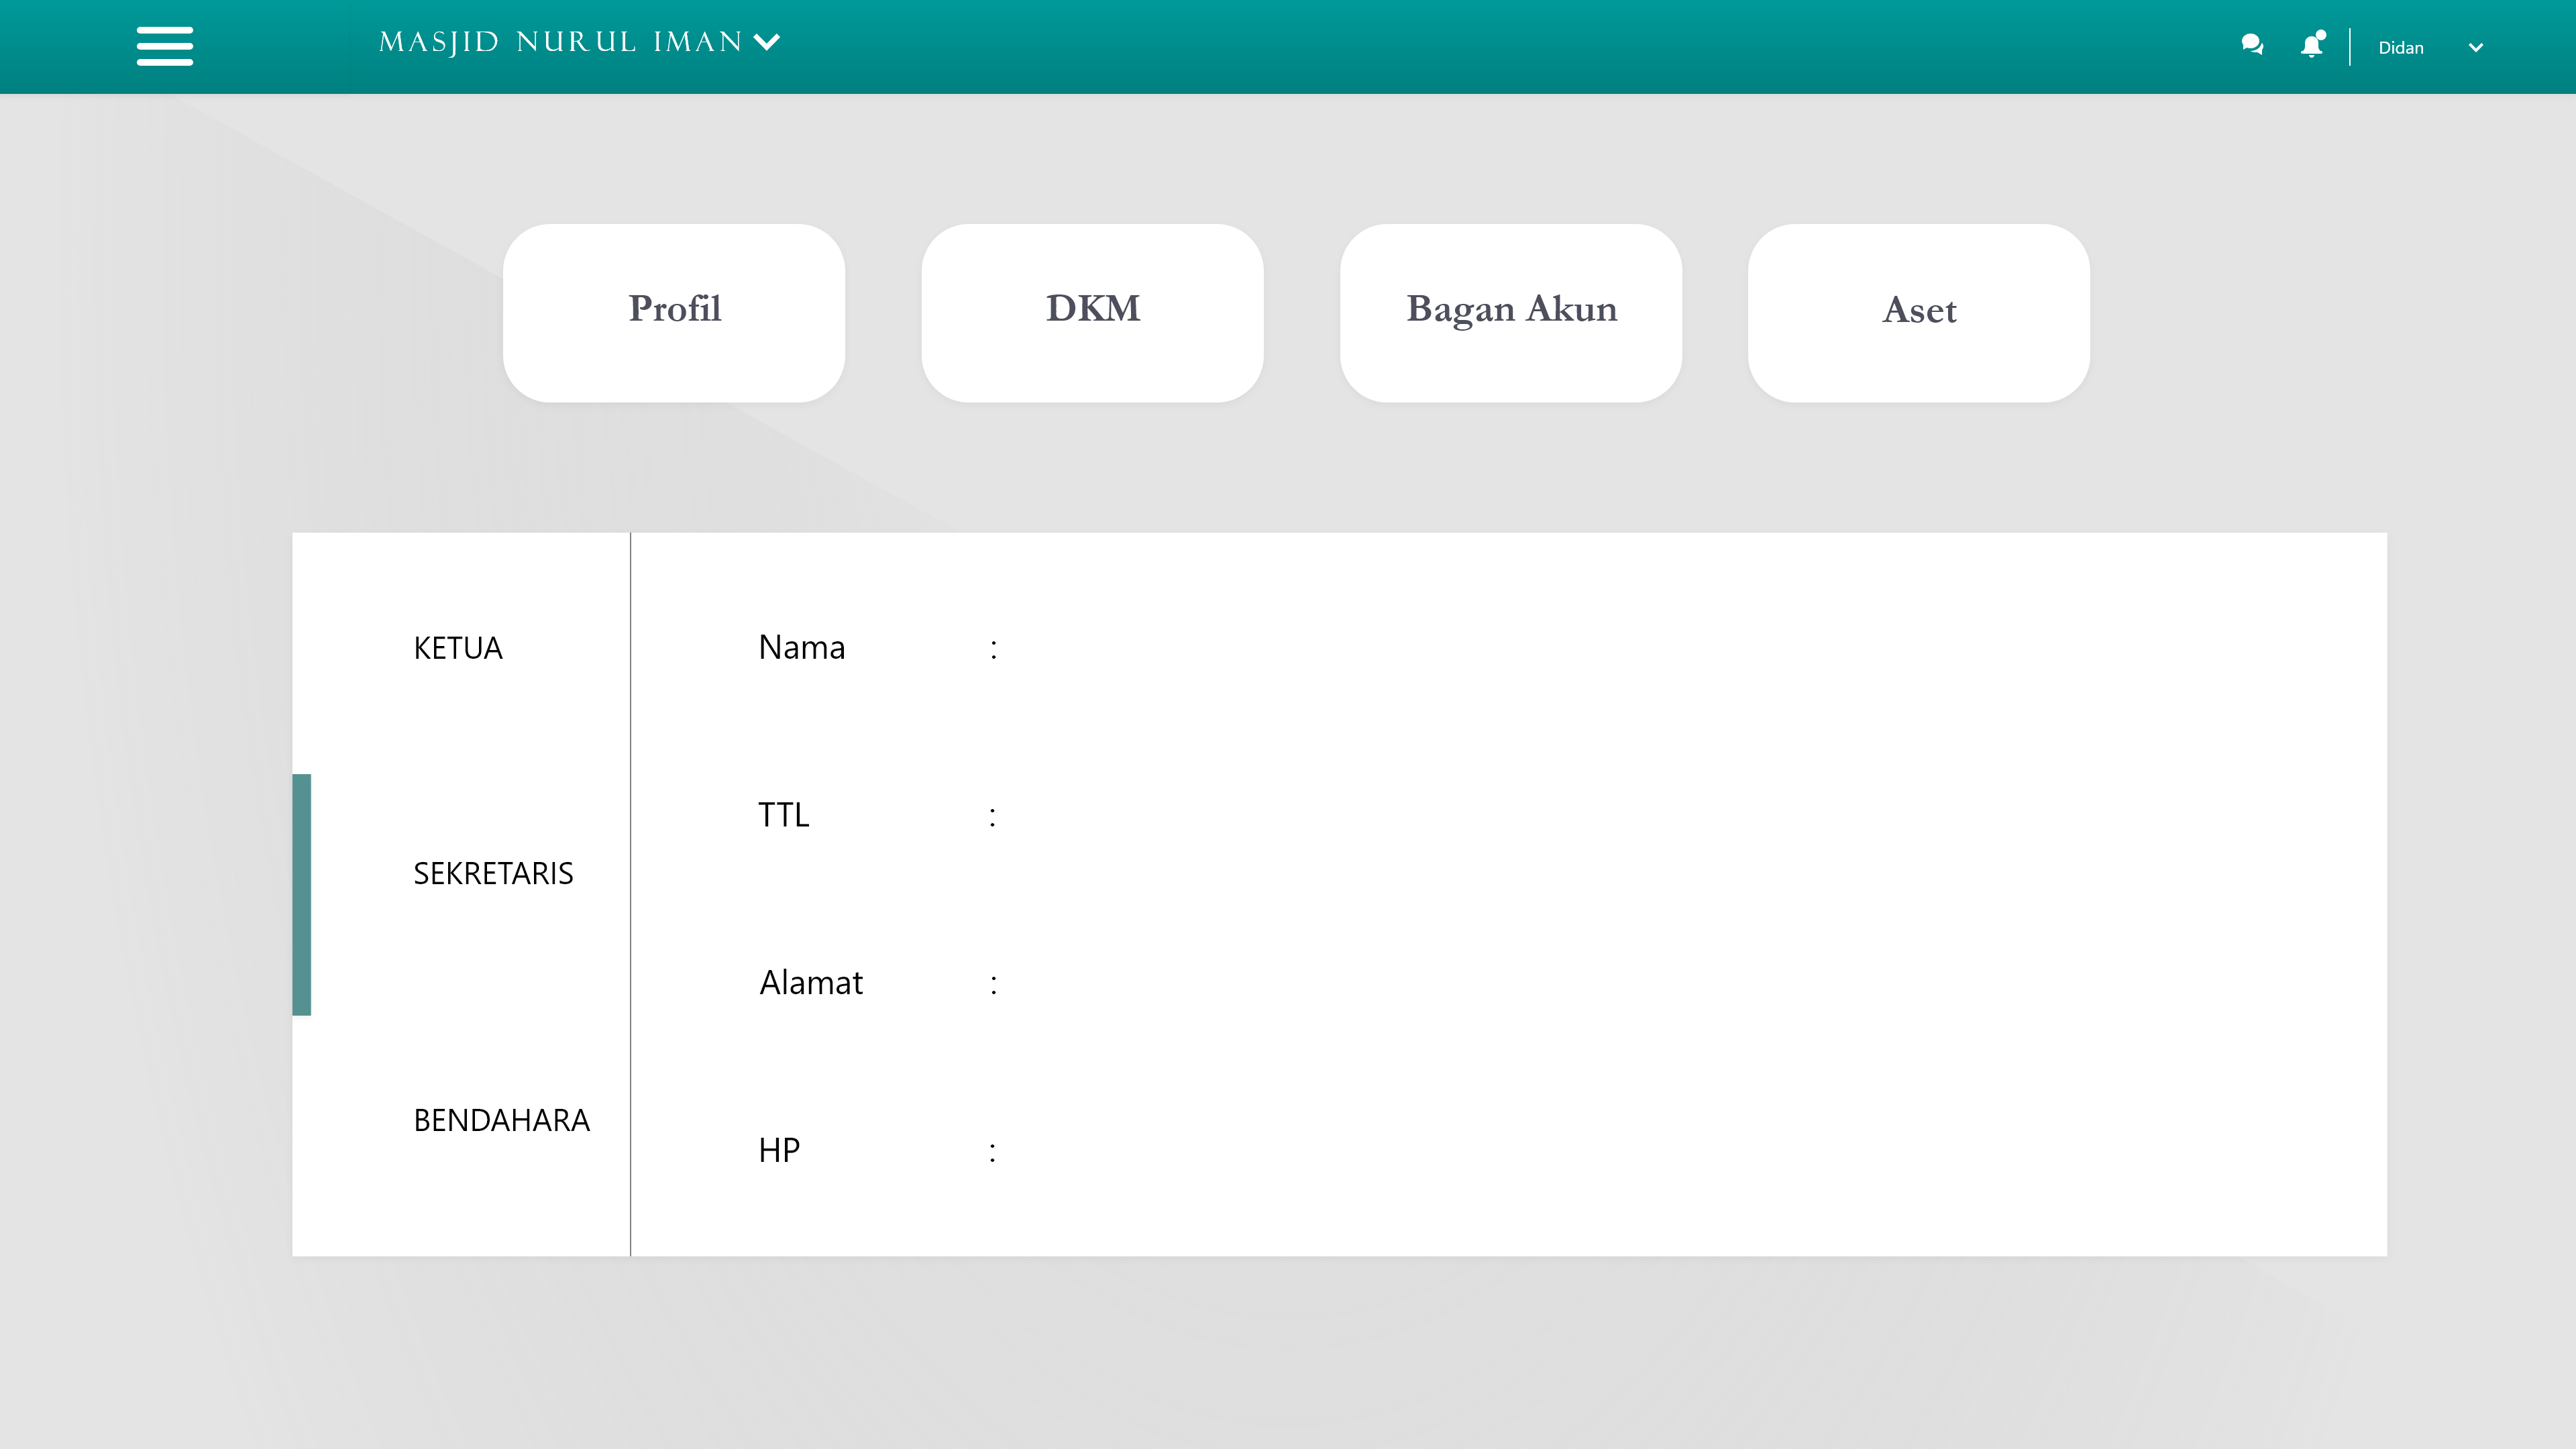 MASJID NURUL IMAN
Didan
Profil
DKM
Bagan Akun
Aset
KETUA
SEKRETARIS
BENDAHARA
Nama :
TTL :
Alamat :
HP :